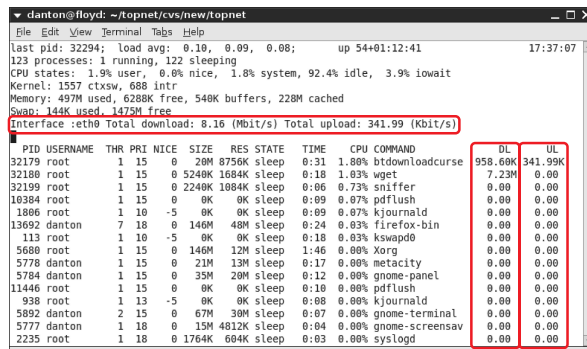 danton@floyd: ~/topnet/cvs/new/topnet
File Edit View Terminal Tabs Help
last pid: 32294; load avg: 0.10, 0.09, 0.08; up 54+01:12:41 17:37:07
123 processes: 1 running, 122 sleeping
CPU states: 1.9% user, 0.0% nice, 1.8% system, 92.4% idle, 3.9% iowait
Kernel: 1557 ctxsw, 688 intr
Memory: 497M used, 6288K free, 540K buffers, 228M cached
Swap: 144K used, 1475M free
Interface :eth0 Total download: 8.16 (Mbit/s) Total upload: 341.99 (Kbit/s)
PID USERNAME THR PRI NICE SIZE RES STATE TIME CPU COMMAND DL UL
32179 root 1 15 0 20M 8756K sleep 0:31 1.80% btdownloadcurse 958.60K 341.99K
32180 root 1 15 0 5240K 1684K sleep 0:18 1.03% wget 7.23M 0.00
32199 root 1 15 0 2240K 1084K sleep 0:06 0.73% sniffer 0.00 0.00
10384 root 1 15 0 0K 0K sleep 0:09 0.07% pdflush 0.00 0.00
1806 root 1 10 -5 0K 0K sleep 0:09 0.07% kjournald 0.00 0.00
13692 danton 7 18 0 146M 48M sleep 0:24 0.03% firefox-bin 0.00 0.00
113 root 1 10 -5 0K 0K sleep 0:18 0.03% kswapd0 0.00 0.00
5680 root 1 15 0 146M 12M sleep 1:46 0.00% Xorg 0.00 0.00
5778 danton 1 15 0 21M 13M sleep 0:17 0.00% metacity 0.00 0.00
5784 danton 1 15 0 35M 20M sleep 0:12 0.00% gnome-panel 0.00 0.00
11446 root 1 15 0 0K 0K sleep 0:10 0.00% pdflush 0.00 0.00
938 root 1 13 -5 0K 0K sleep 0:08 0.00% kjournald 0.00 0.00
5892 danton 2 15 0 67M 30M sleep 0:07 0.00% gnome-terminal 0.00 0.00
5777 danton 1 18 0 15M 4812K sleep 0:04 0.00% gnome-screensav 0.00 0.00
2235 root 1 18 0 1764K 604K sleep 0:03 0.00% syslogd 0.00 0.00